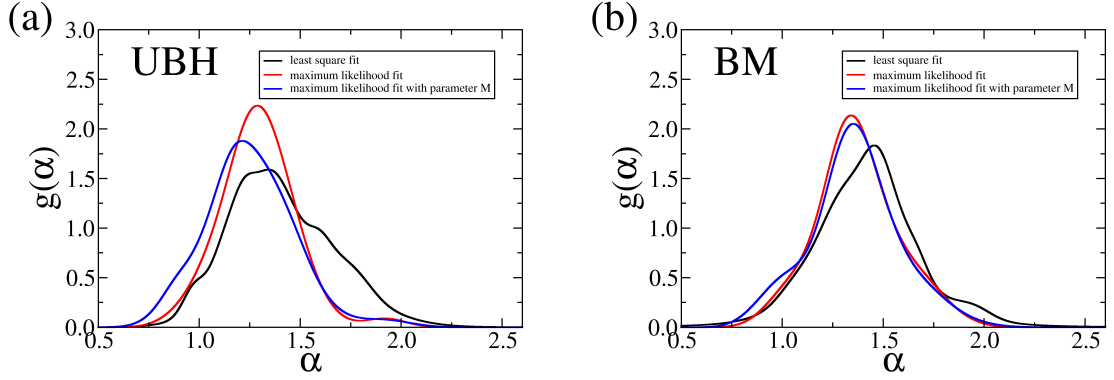 (a)
UBH
least square fit
maximum likelihood fit
maximum likelihood fit with parameter M
3.0
2.5
2.0
1.5
1.0
0.5
0.0
g(α)
0.5 1.0 1.5 2.0 2.5
α
(b)
BM
least square fit
maximum likelihood fit
maximum likelihood fit with parameter M
3.0
2.5
2.0
1.5
1.0
0.5
0.0
g(α)
0.5 1.0 1.5 2.0 2.5
α